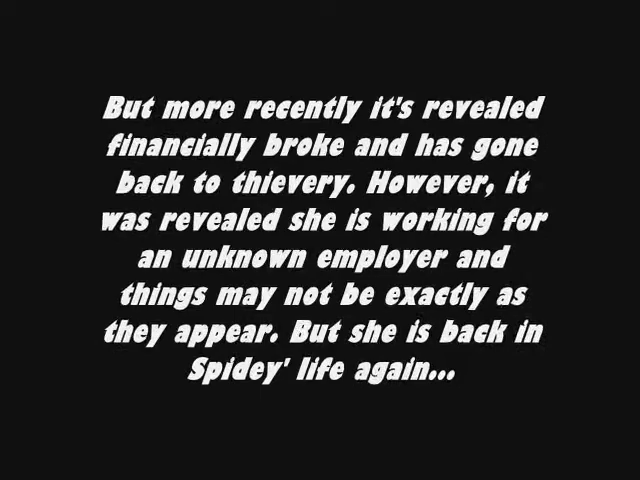 But more recently it's revealed
financially broke and has gone
back to thievery. However, it
was revealed she is working for
an unknown employer and
things may not be exactly as
they appear. But she is back in
Spidey' life again...